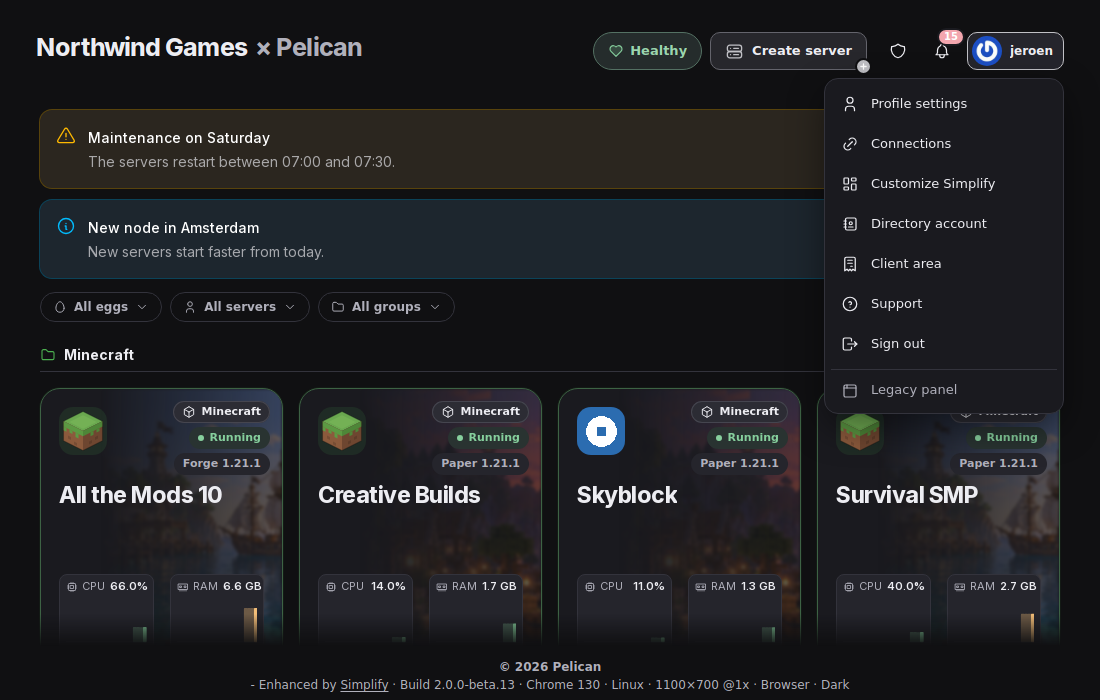 Northwind Games × Pelican
Healthy
Create server
15
jeroen
Profile settings
Connections
Customize Simplify
Directory account
Client area
Support
Sign out
Legacy panel
Maintenance on Saturday
The servers restart between 07:00 and 07:30.
New node in Amsterdam
New servers start faster from today.
All eggs
All servers
All groups
Minecraft
Minecraft
Running
Forge 1.21.1
All the Mods 10
CPU 66.0%
RAM 6.6 GB
Minecraft
Running
Paper 1.21.1
Creative Builds
CPU 14.0%
RAM 1.7 GB
Minecraft
Running
Paper 1.21.1
Skyblock
CPU 11.0%
RAM 1.3 GB
Minecraft
Running
Paper 1.21.1
Survival SMP
CPU 40.0%
RAM 2.7 GB
© 2026 Pelican
- Enhanced by Simplify · Build 2.0.0-beta.13 · Chrome 130 · Linux · 1100×700 @1x · Browser · Dark